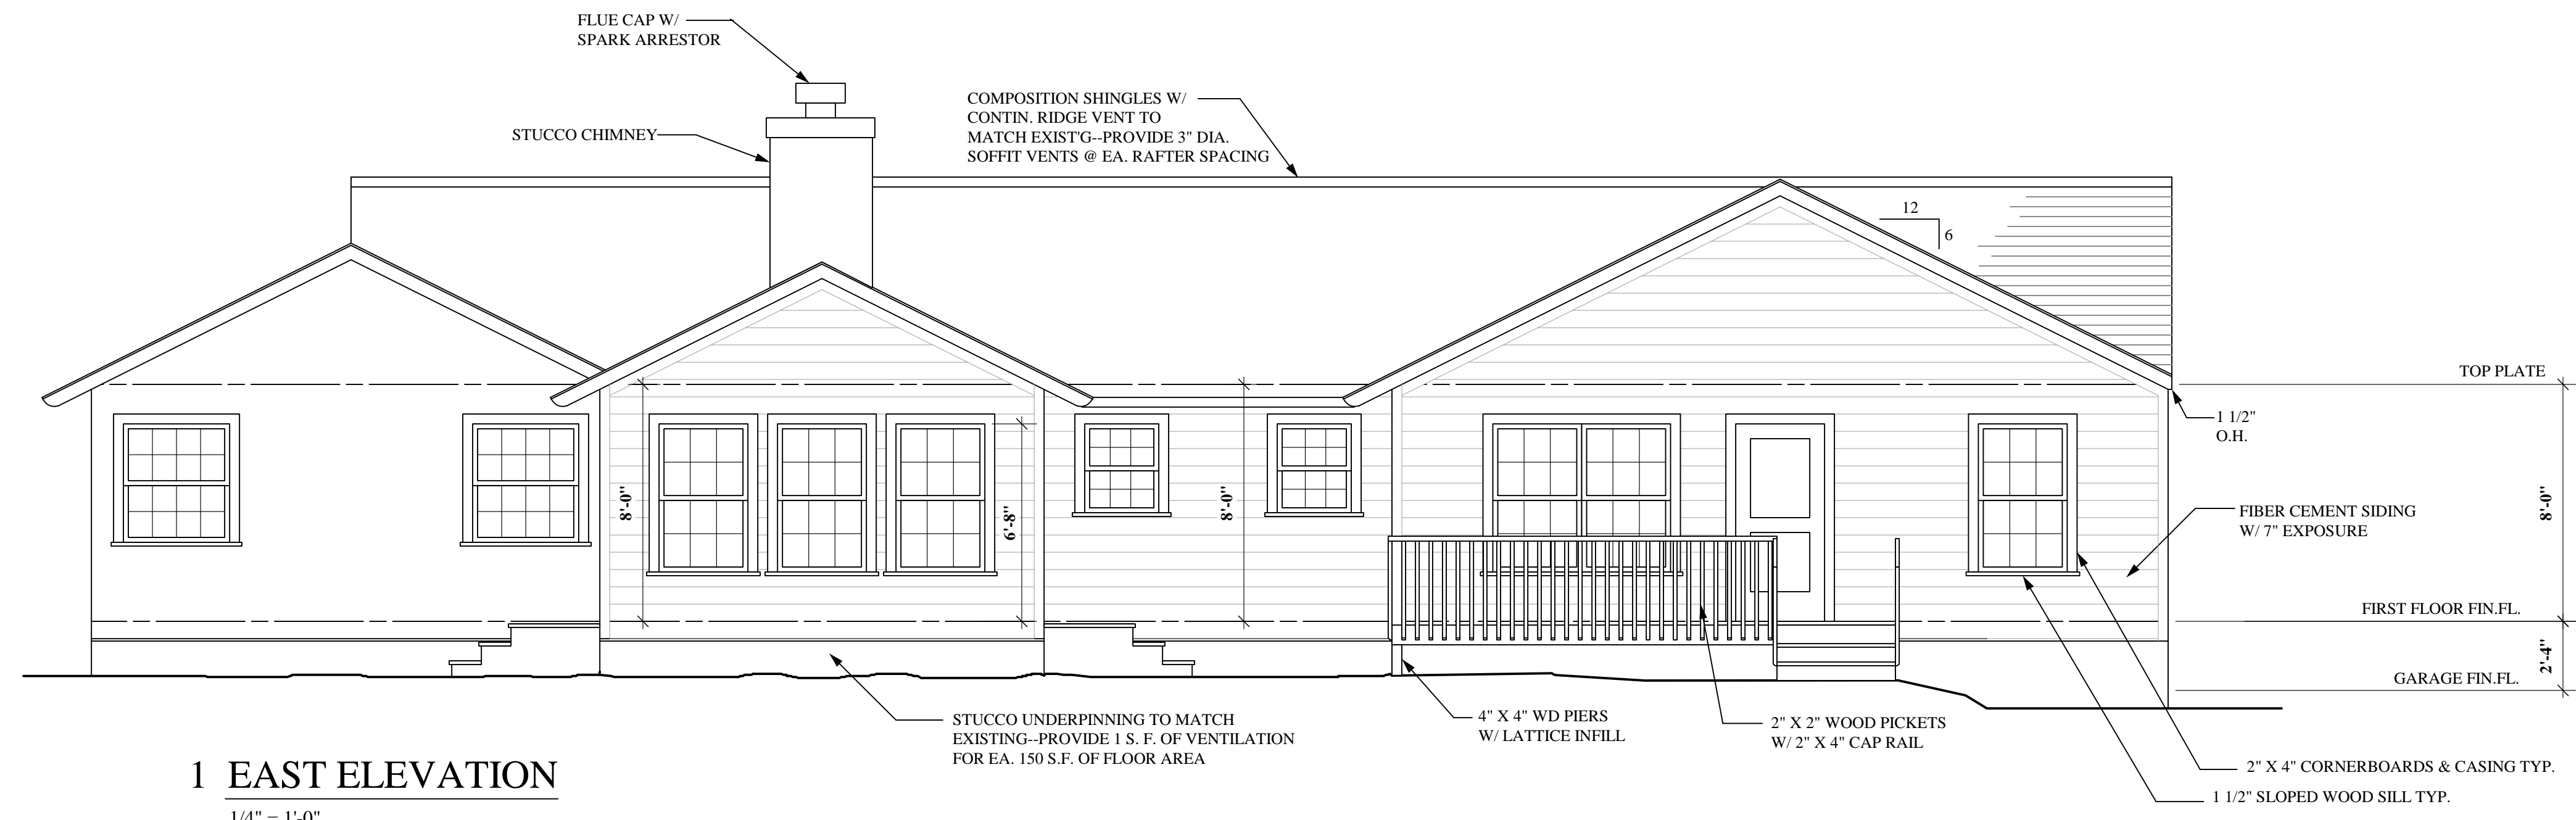 FLUE CAP W/
SPARK ARRESTOR
STUCCO CHIMNEY
COMPOSITION SHINGLES W/
CONTIN. RIDGE VENT TO
MATCH EXIST'G--PROVIDE 3" DIA.
SOFFIT VENTS @ EA. RAFTER SPACING
12
6
TOP PLATE
1 1/2"
O.H.
8'-0"
6'-8"
8'-0"
8'-0"
FIBER CEMENT SIDING
W/ 7" EXPOSURE
FIRST FLOOR FIN.FL.
2'-4"
GARAGE FIN.FL.
STUCCO UNDERPINNING TO MATCH
EXISTING--PROVIDE 1 S. F. OF VENTILATION
FOR EA. 150 S.F. OF FLOOR AREA
4" X 4" WD PIERS
W/ LATTICE INFILL
2" X 2" WOOD PICKETS
W/ 2" X 4" CAP RAIL
2" X 4" CORNERBOARDS & CASING TYP.
1 1/2" SLOPED WOOD SILL TYP.
1 EAST ELEVATION
1/4" = 1'-0"